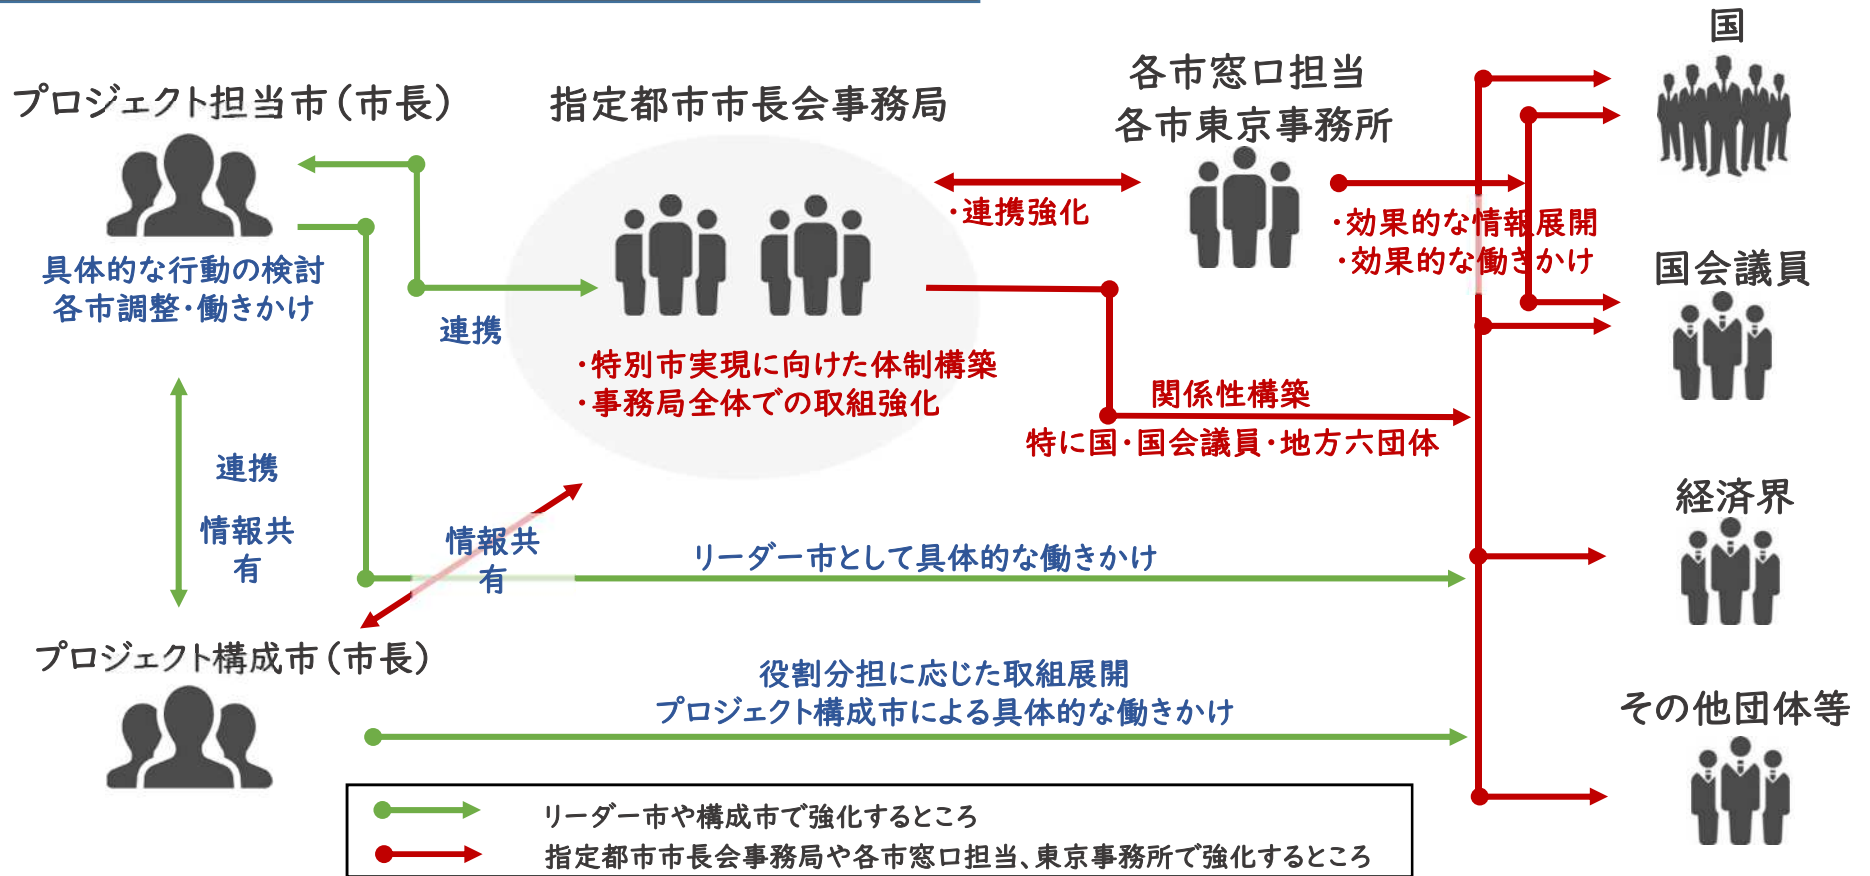 プロジェクト担当市(市長)
具体的な行動の検討
各市調整・働きかけ
連携
指定都市市長会事務局
・特別市実現に向けた体制構築
・事務局全体での取組強化
・連携強化
各市窓口担当
各市東京事務所
・効果的な情報展開
・効果的な働きかけ
関係性構築
特に国・国会議員・地方六団体
国
国会議員
経済界
その他団体等
連携
情報共
有
情報共
有
リーダー市として具体的な働きかけ
プロジェクト構成市(市長)
役割分担に応じた取組展開
プロジェクト構成市による具体的な働きかけ
リーダー市や構成市で強化するところ
指定都市市長会事務局や各市窓口担当、東京事務所で強化するところ